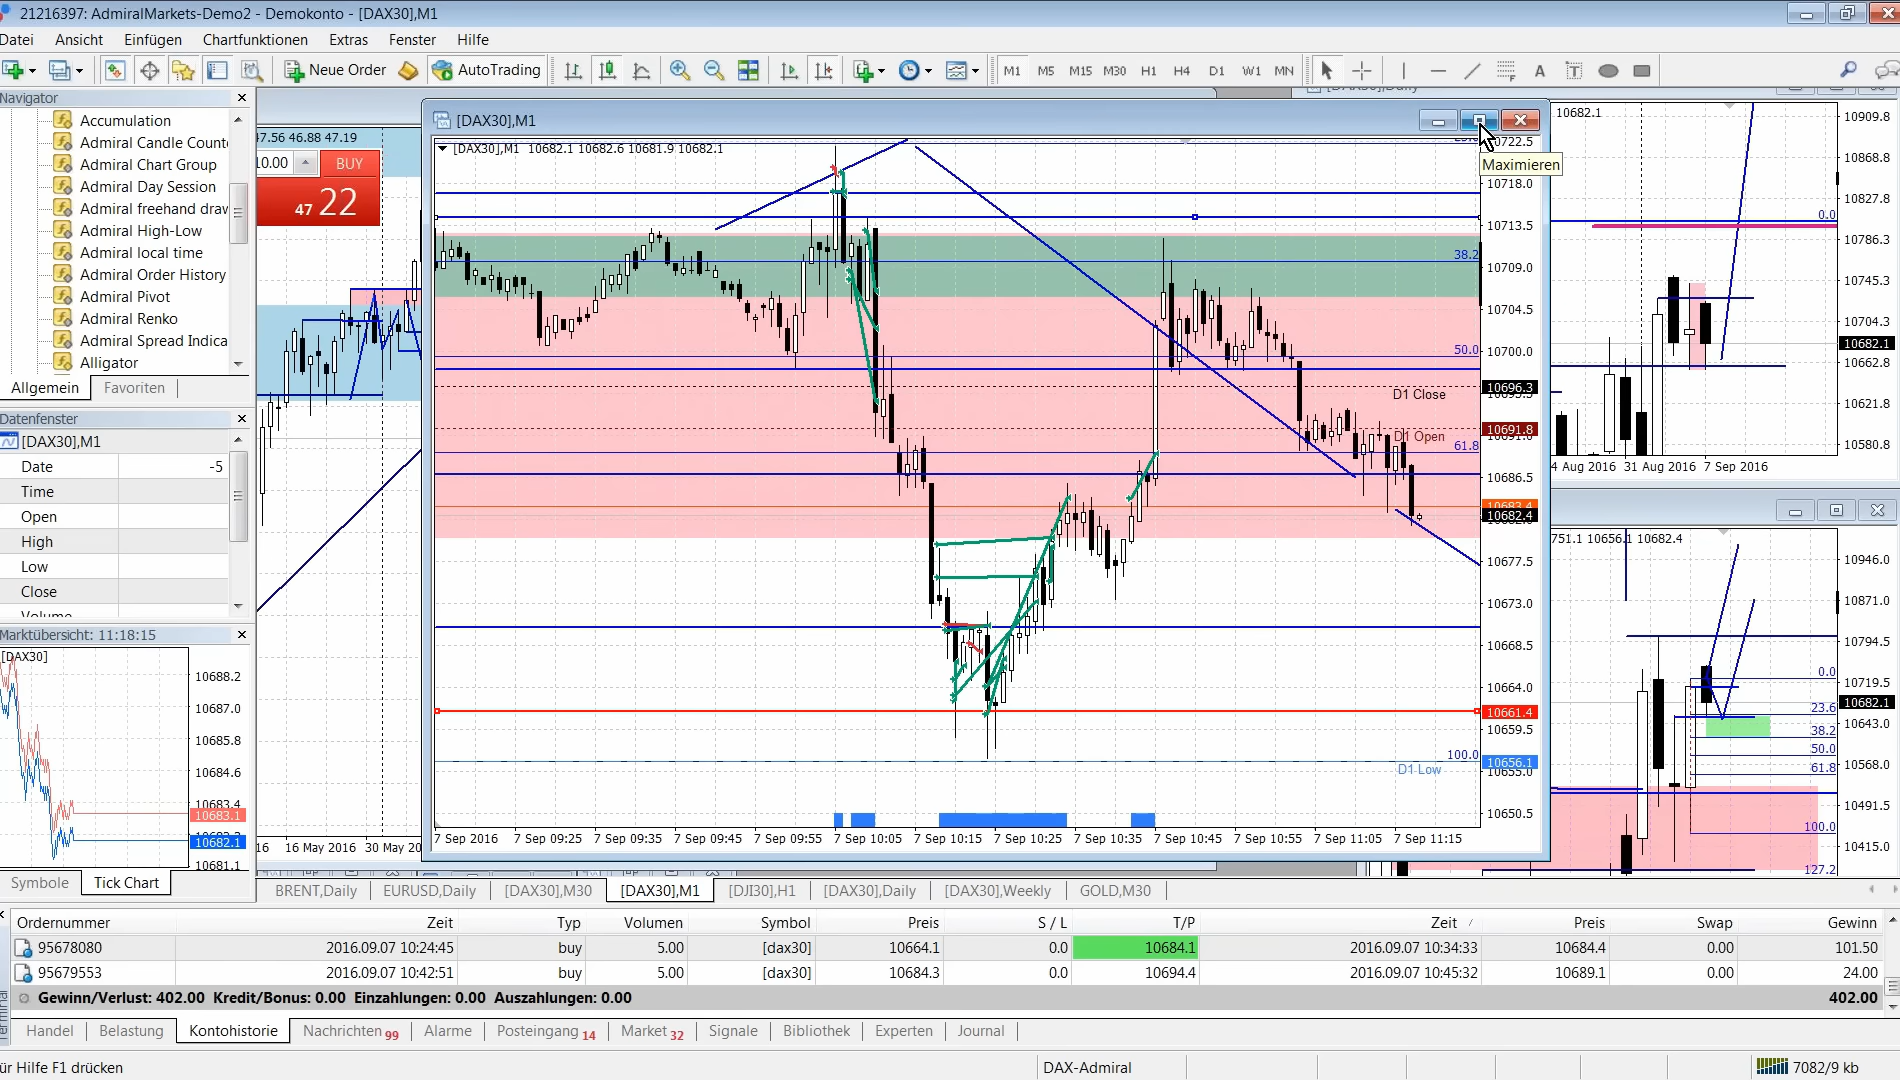 21216397: AdmiralMarkets-Demo2 - Demokonto - [DAX30],M1
Datei Ansicht Einfügen Chartfunktionen Extras Fenster Hilfe
Neue Order AutoTrading M1 M5 M15 M30 H1 H4 D1 W1 MN A T
Navigator
Accumulation
Admiral Candle Count
Admiral Chart Group
Admiral Day Session
Admiral freehand draw
Admiral High-Low
Admiral local time
Admiral Order History
Admiral Pivot
Admiral Renko
Admiral Spread Indica
Alligator
Allgemein Favoriten
Datenfenster
[DAX30],M1
Date -5
Time
Open
High
Low
Close
Volume
Marktübersicht: 11:18:15
[DAX30]
10688.2
10687.0
10685.8
10684.6
10683.4
10683.1
10682.1
10681.1
Symbole Tick Chart
47.56 46.88 47.19
10.00 BUY
47 22
16 May 2016 30 May 20
[DAX30],M1
[DAX30],M1 10682.1 10682.6 10681.9 10682.1
Maximieren
10722.5
10718.0
10713.5
38.2
10709.0
10704.5
50.0
10700.0
10696.3
D1 Close
10691.8
D1 Open
61.8
10686.5
10682.4
10677.5
10673.0
10668.5
10664.0
10661.4
10659.5
100.0
10656.1
D1 Low
10655.0
10650.5
7 Sep 2016 7 Sep 09:25 7 Sep 09:35 7 Sep 09:45 7 Sep 09:55 7 Sep 10:05 7 Sep 10:15 7 Sep 10:25 7 Sep 10:35 7 Sep 10:45 7 Sep 10:55 7 Sep 11:05 7 Sep 11:15
[DAX30],Daily
10682.1
10909.8
10868.8
10827.8
0.0
10786.3
10745.3
10704.3
10682.1
10662.8
10621.8
10580.8
4 Aug 2016 31 Aug 2016 7 Sep 2016
751.1 10656.1 10682.4
10946.0
10871.0
10794.5
0.0
10719.5
10682.1
23.6
10643.0
38.2
50.0
10568.0
61.8
10491.5
100.0
10415.0
127.2
BRENT,Daily EURUSD,Daily [DAX30],M30 [DAX30],M1 [DJI30],H1 [DAX30],Daily [DAX30],Weekly GOLD,M30
Ordernummer Zeit Typ Volumen Symbol Preis S / L T/P Zeit / Preis Swap Gewinn
95678080 2016.09.07 10:24:45 buy 5.00 [dax30] 10664.1 0.0 10684.1 2016.09.07 10:34:33 10684.4 0.00 101.50
95679553 2016.09.07 10:42:51 buy 5.00 [dax30] 10684.3 0.0 10694.4 2016.09.07 10:45:32 10689.1 0.00 24.00
Gewinn/Verlust: 402.00 Kredit/Bonus: 0.00 Einzahlungen: 0.00 Auszahlungen: 0.00 402.00
Handel Belastung Kontohistorie Nachrichten 99 Alarme Posteingang 14 Market 32 Signale Bibliothek Experten Journal
ür Hilfe F1 drücken DAX-Admiral 7082/9 kb